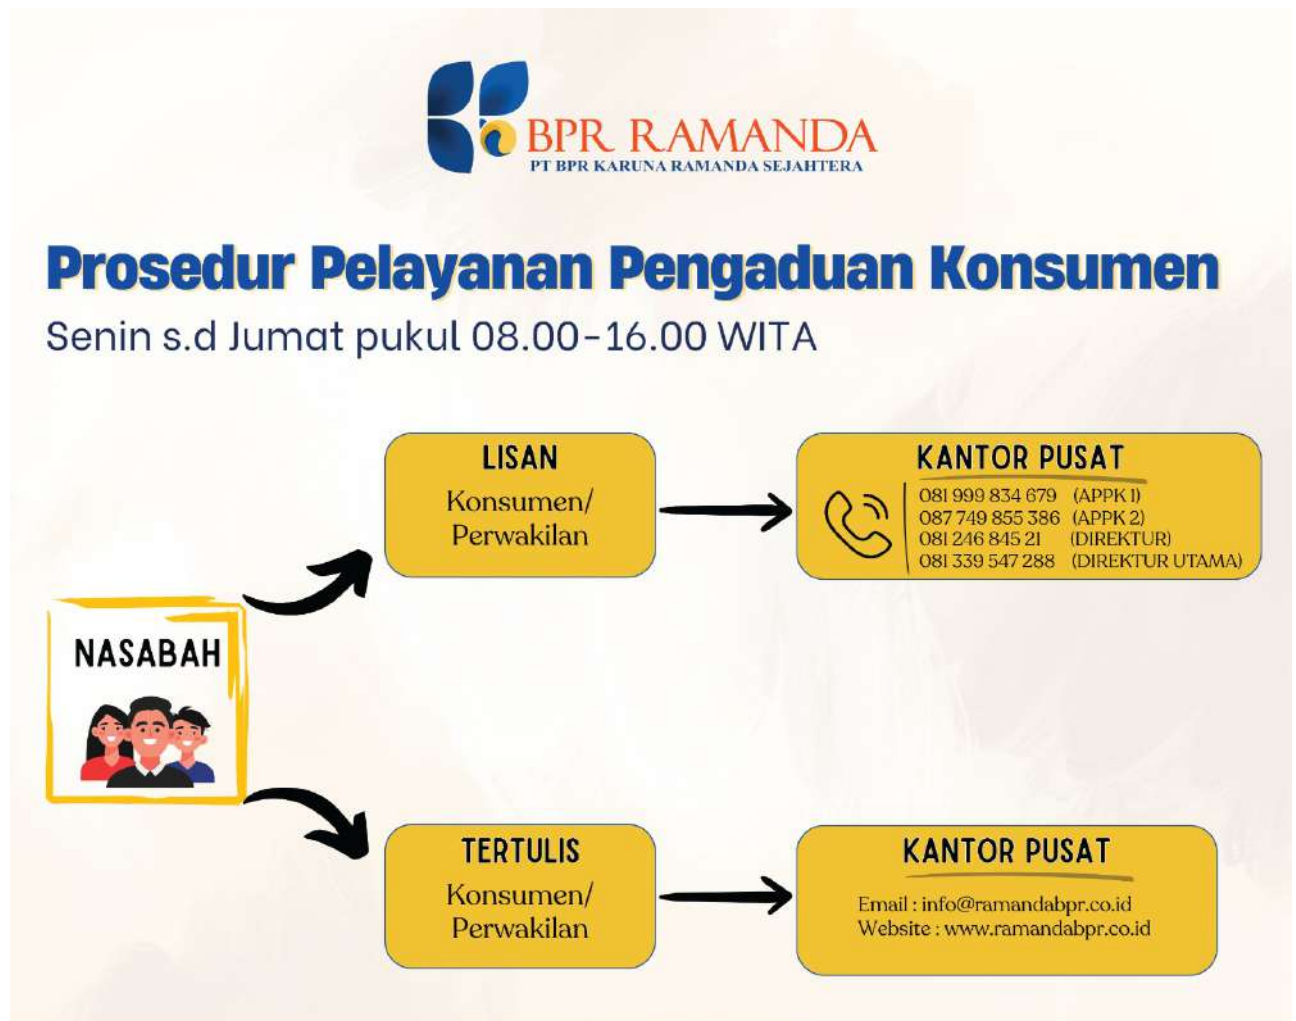 BPR RAMANDA
PT BPR KARUNA RAMANDA SEJAHTERA
Prosedur Pelayanan Pengaduan Konsumen
Senin s.d Jumat pukul 08.00-16.00 WITA
LISAN
Konsumen/
Perwakilan
KANTOR PUSAT
081 999 834 679 (APPK 1)
087 749 855 386 (APPK 2)
081 246 845 21 (DIREKTUR)
081 339 547 288 (DIREKTUR UTAMA)
NASABAH
TERTULIS
Konsumen/
Perwakilan
KANTOR PUSAT
Email : info@ramandabpr.co.id
Website : www.ramandabpr.co.id